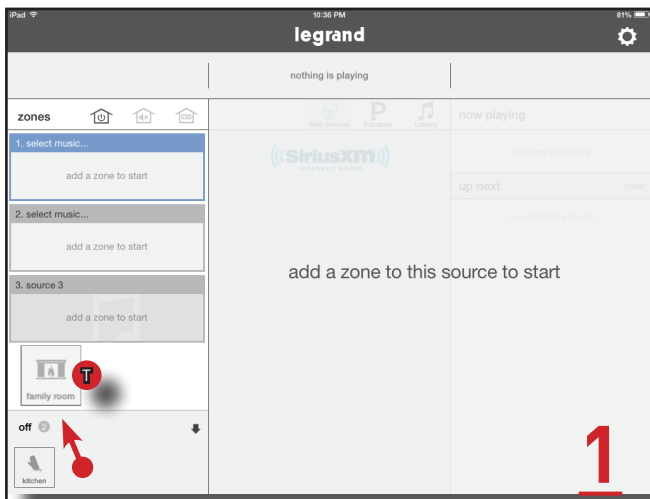 iPad
10:36 PM
81%
legrand
nothing is playing
zones
Add Service
Pandora
Library
now playing
1. select music...
add a zone to start
((SiriusXM))
INTERNET RADIO
nothing is playing
up next
clear
2. select music...
no upcoming music
add a zone to start
add a zone to this source to start
3. source 3
add a zone to start
T
family room
off 2
kitchen
1